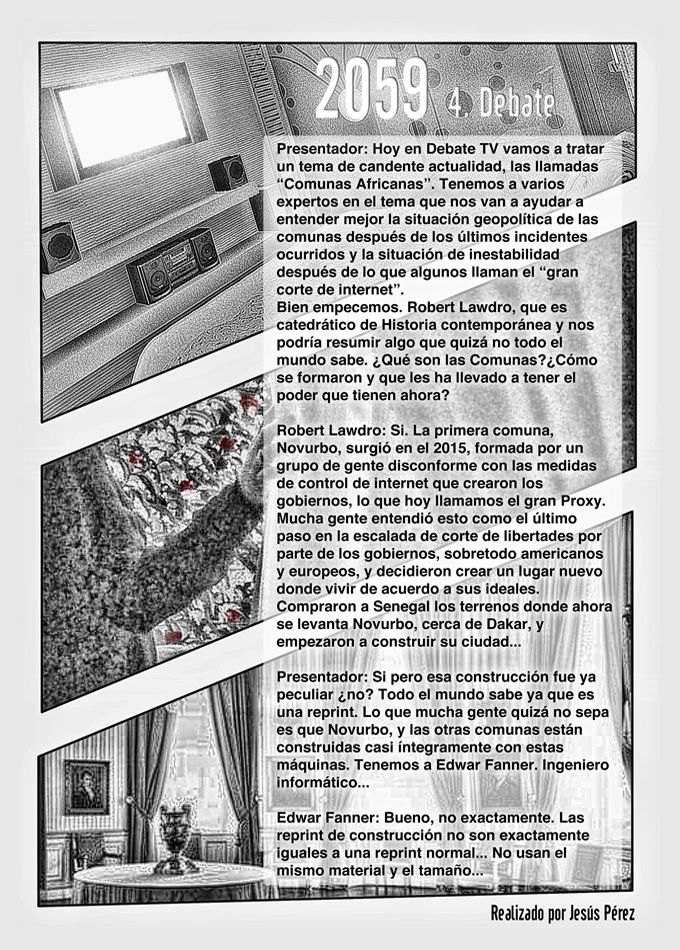 2059 4. Debate
Presentador: Hoy en Debate TV vamos a tratar
un tema de candente actualidad, las llamadas
“Comunas Africanas”. Tenemos a varios
expertos en el tema que nos van a ayudar a
entender mejor la situación geopolítica de las
comunas después de los últimos incidentes
ocurridos y la situación de inestabilidad
después de lo que algunos llaman el “gran
corte de internet”.
Bien empecemos. Robert Lawdro, que es
catedrático de Historia contemporánea y nos
podría resumir algo que quizá no todo el
mundo sabe. ¿Qué son las Comunas?¿Cómo
se formaron y que les ha llevado a tener el
poder que tienen ahora?
Robert Lawdro: Si. La primera comuna,
Novurbo, surgió en el 2015, formada por un
grupo de gente disconforme con las medidas
de control de internet que crearon los
gobiernos, lo que hoy llamamos el gran Proxy.
Mucha gente entendió esto como el último
paso en la escalada de corte de libertades por
parte de los gobiernos, sobretodo americanos
y europeos, y decidieron crear un lugar nuevo
donde vivir de acuerdo a sus ideales.
Compraron a Senegal los terrenos donde ahora
se levanta Novurbo, cerca de Dakar, y
empezaron a construir su ciudad...
Presentador: Si pero esa construcción fue ya
peculiar ¿no? Todo el mundo sabe ya que es
una reprint. Lo que mucha gente quizá no sepa
es que Novurbo, y las otras comunas están
construidas casi íntegramente con estas
máquinas. Tenemos a Edwar Fanner. Ingeniero
informático...
Edwar Fanner: Bueno, no exactamente. Las
reprint de construcción no son exactamente
iguales a una reprint normal... No usan el
mismo material y el tamaño...
Realizado por Jesús Pérez